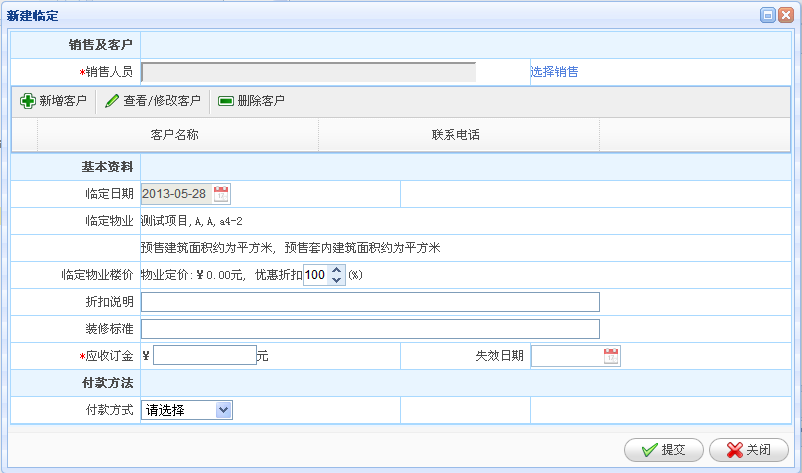 新建临定
销售及客户
*销售人员 选择销售
新增客户 查看/修改客户 删除客户
客户名称 联系电话
基本资料
临定日期 2013-05-28
临定物业 测试项目,A,A,a4-2
预售建筑面积约为平方米, 预售套内建筑面积约为平方米
临定物业楼价 物业定价:￥0.00元, 优惠折扣 100 (%)
折扣说明
装修标准
*应收订金 ￥ 元 失效日期
付款方法
付款方式 请选择
提交 关闭